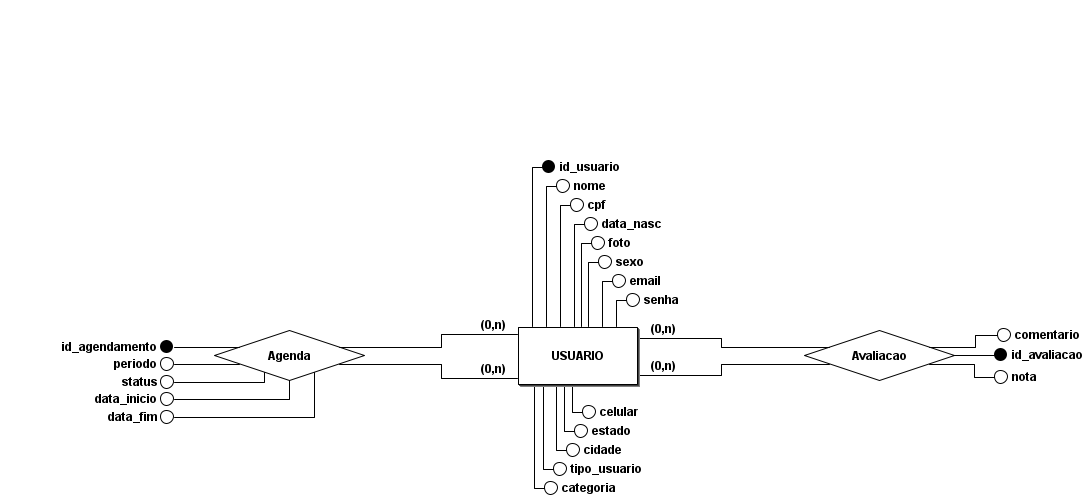 id_usuario
nome
cpf
data_nasc
foto
sexo
email
senha
(0,n)
(0,n)
id_agendamento
periodo
status
data_inicio
data_fim
Agenda
(0,n)
USUARIO
(0,n)
Avaliacao
comentario
id_avaliacao
nota
celular
estado
cidade
tipo_usuario
categoria